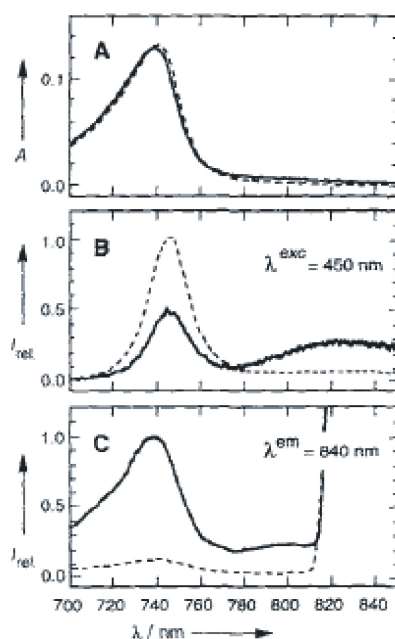 A
0.1
0.0
A
B
λexc = 450 nm
1.0
0.5
0.0
Irel.
C
λem = 840 nm
1.0
0.5
0.0
Irel.
700 720 740 760 780 800 820 840
λ / nm